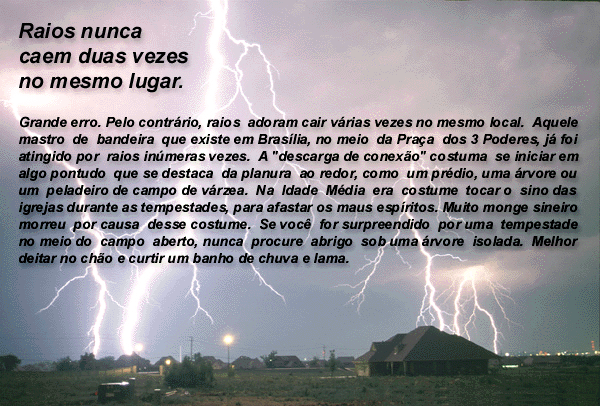 Raios nunca
caem duas vezes
no mesmo lugar.
Grande erro. Pelo contrário, raios adoram cair várias vezes no mesmo local. Aquele
mastro de bandeira que existe em Brasília, no meio da Praça dos 3 Poderes, já foi
atingido por raios inúmeras vezes. A "descarga de conexão" costuma se iniciar em
algo pontudo que se destaca da planura ao redor, como um prédio, uma árvore ou
um peladeiro de campo de várzea. Na Idade Média era costume tocar o sino das
igrejas durante as tempestades, para afastar os maus espíritos. Muito monge sineiro
morreu por causa desse costume. Se você for surpreendido por uma tempestade
no meio do campo aberto, nunca procure abrigo sob uma árvore isolada. Melhor
deitar no chão e curtir um banho de chuva e lama.